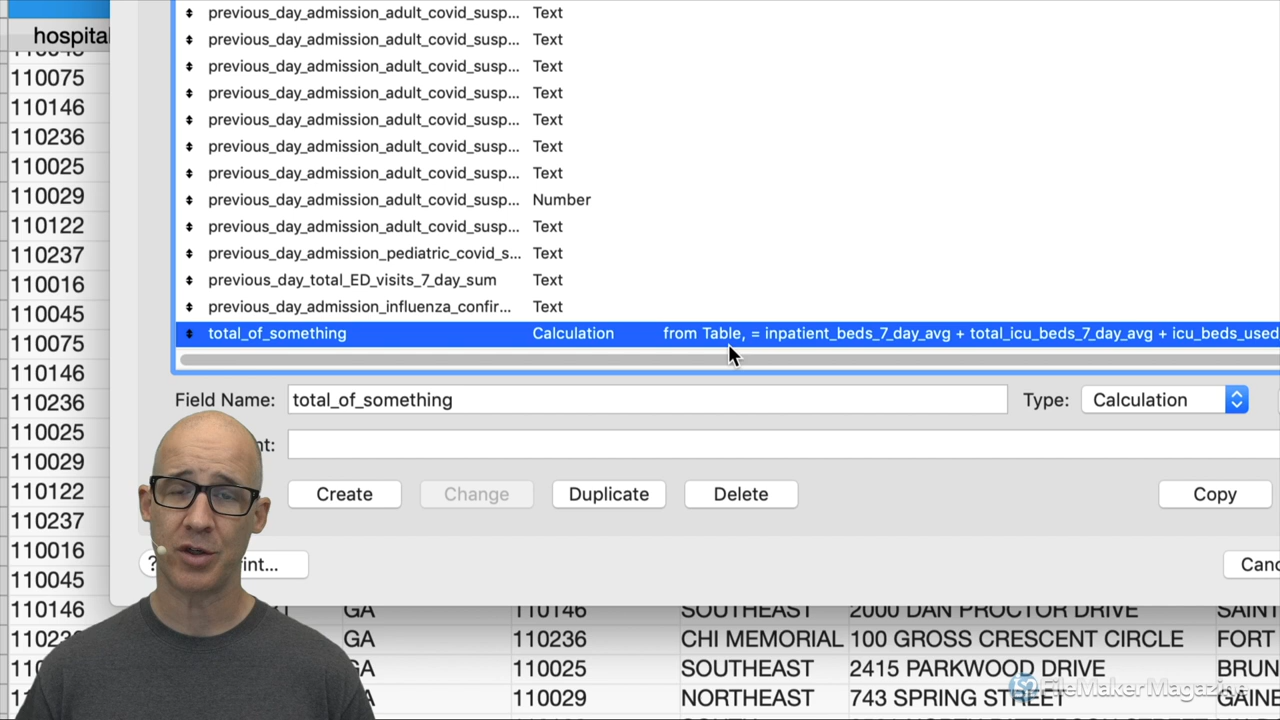 hospital
110075
110146
110236
110025
110029
110122
110237
110016
110045
110075
110146
110236
110025
110029
110122
110237
110016
110045
110146
previous_day_admission_adult_covid_susp... Text
previous_day_admission_adult_covid_susp... Text
previous_day_admission_adult_covid_susp... Text
previous_day_admission_adult_covid_susp... Text
previous_day_admission_adult_covid_susp... Text
previous_day_admission_adult_covid_susp... Text
previous_day_admission_adult_covid_susp... Text
previous_day_admission_adult_covid_susp... Number
previous_day_admission_adult_covid_susp... Text
previous_day_admission_pediatric_covid_s... Text
previous_day_total_ED_visits_7_day_sum Text
previous_day_admission_influenza_confir... Text
total_of_something Calculation from Table, = inpatient_beds_7_day_avg + total_icu_beds_7_day_avg + icu_beds_used
Field Name: total_of_something Type: Calculation
Create Change Duplicate Delete Copy
?
GA 110146 SOUTHEAST 2000 DAN PROCTOR DRIVE SAINT
GA 110236 CHI MEMORIAL 100 GROSS CRESCENT CIRCLE FORT
GA 110025 SOUTHEAST 2415 PARKWOOD DRIVE BRUN
GA 110029 NORTHEAST 743 SPRING STREET GAINE
FileMaker Magazine